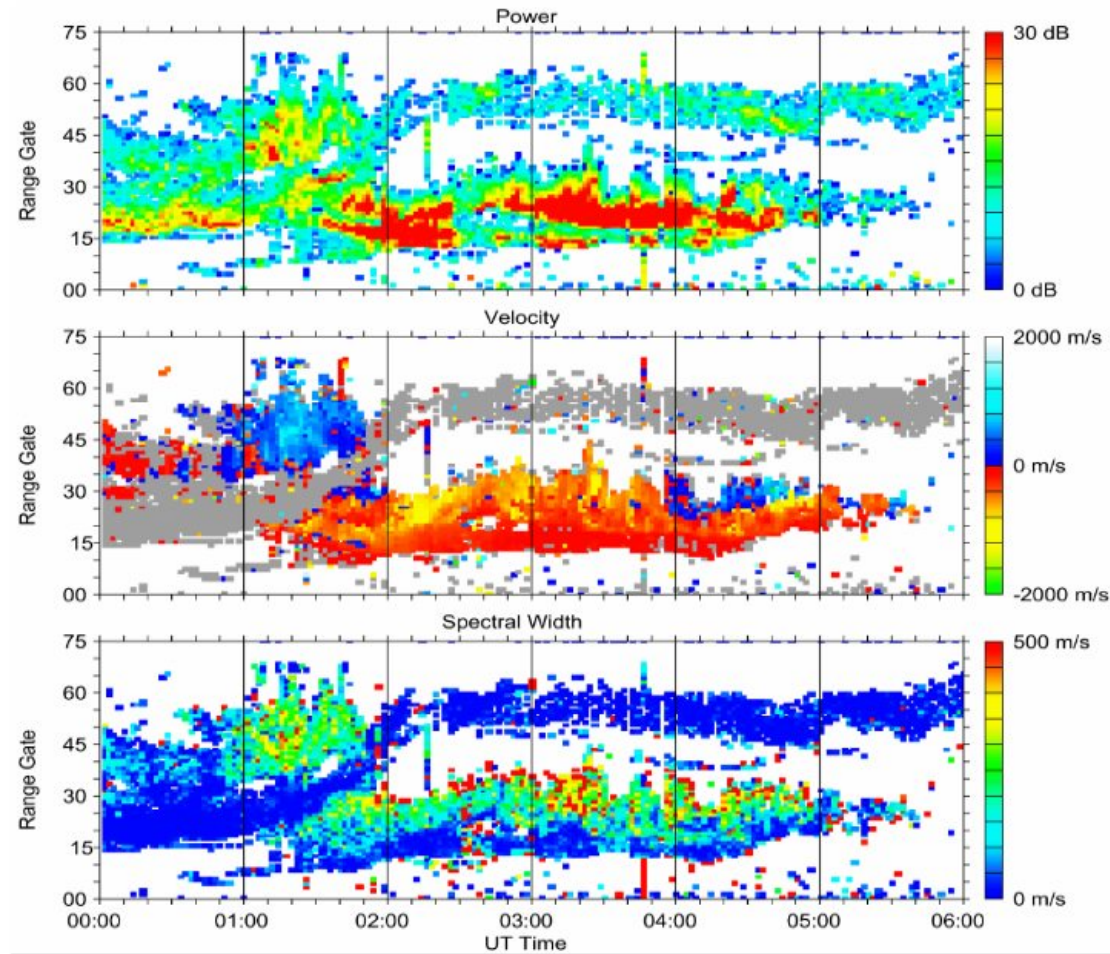 Power
75
60
45
30
15
00
Range Gate
30 dB
0 dB
Velocity
75
60
45
30
15
00
Range Gate
2000 m/s
0 m/s
-2000 m/s
Spectral Width
75
60
45
30
15
00
Range Gate
500 m/s
0 m/s
00:00 01:00 02:00 03:00 04:00 05:00 06:00
UT Time